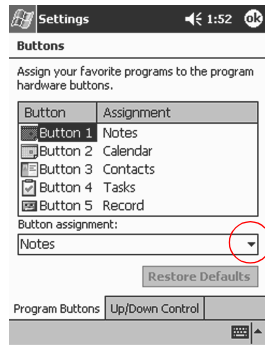 Settings 1:52 ok
Buttons
Assign your favorite programs to the program
hardware buttons.
Button Assignment
Button 1 Notes
Button 2 Calendar
Button 3 Contacts
Button 4 Tasks
Button 5 Record
Button assignment:
Notes
Restore Defaults
Program Buttons Up/Down Control